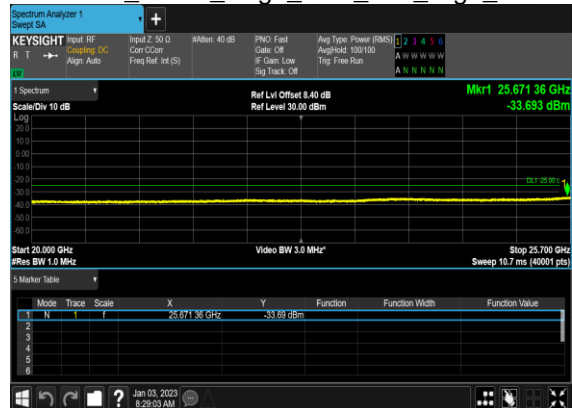 Spectrum Analyzer 1
Swept SA
+
KEYSIGHT Input: RF Input Z: 50 Ω #Atten: 40 dB PNO: Fast Avg Type: Power (RMS) 1 2 3 4 5 6
R T Coupling: DC Corr CCorr Gate: Off Avg|Hold: 100/100 A W W W W W
Align: Auto Freq Ref: Int (S) IF Gain: Low Trig: Free Run A N N N N N
Sig Track: Off
1 Spectrum Ref Lvl Offset 8.40 dB Mkr1 25.671 36 GHz
Scale/Div 10 dB Ref Level 30.00 dBm -33.693 dBm
Log
20.0
10.0
0.00
-10.0
-20.0
DL1 -25.00
-30.0
-40.0
-50.0
-60.0
Start 20.000 GHz Video BW 3.0 MHz* Stop 25.700 GHz
#Res BW 1.0 MHz Sweep 10.7 ms (40001 pts)
5 Marker Table
Mode Trace Scale X Y Function Function Width Function Value
1 N 1 f 25.671 36 GHz -33.69 dBm
2
3
4
5
6
? Jan 03, 2023
8:29:03 AM